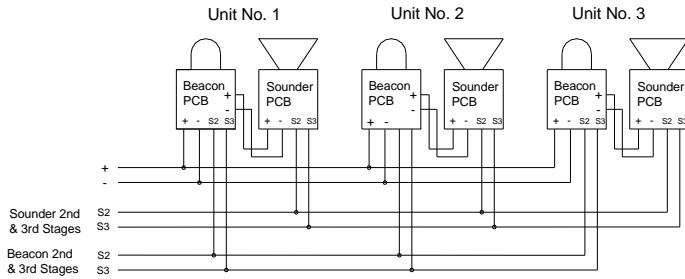 Unit No. 1
Unit No. 2
Unit No. 3
Beacon PCB + -
+ - S2 S3
Sounder PCB
+ - S2 S3
Beacon PCB + -
+ - S2 S3
Sounder PCB
+ - S2 S3
Beacon PCB + -
+ - S2 S3
Sounder PCB
+ - S2 S3
+
-
Sounder 2nd S2
& 3rd Stages S3
Beacon 2nd S2
& 3rd Stages S3